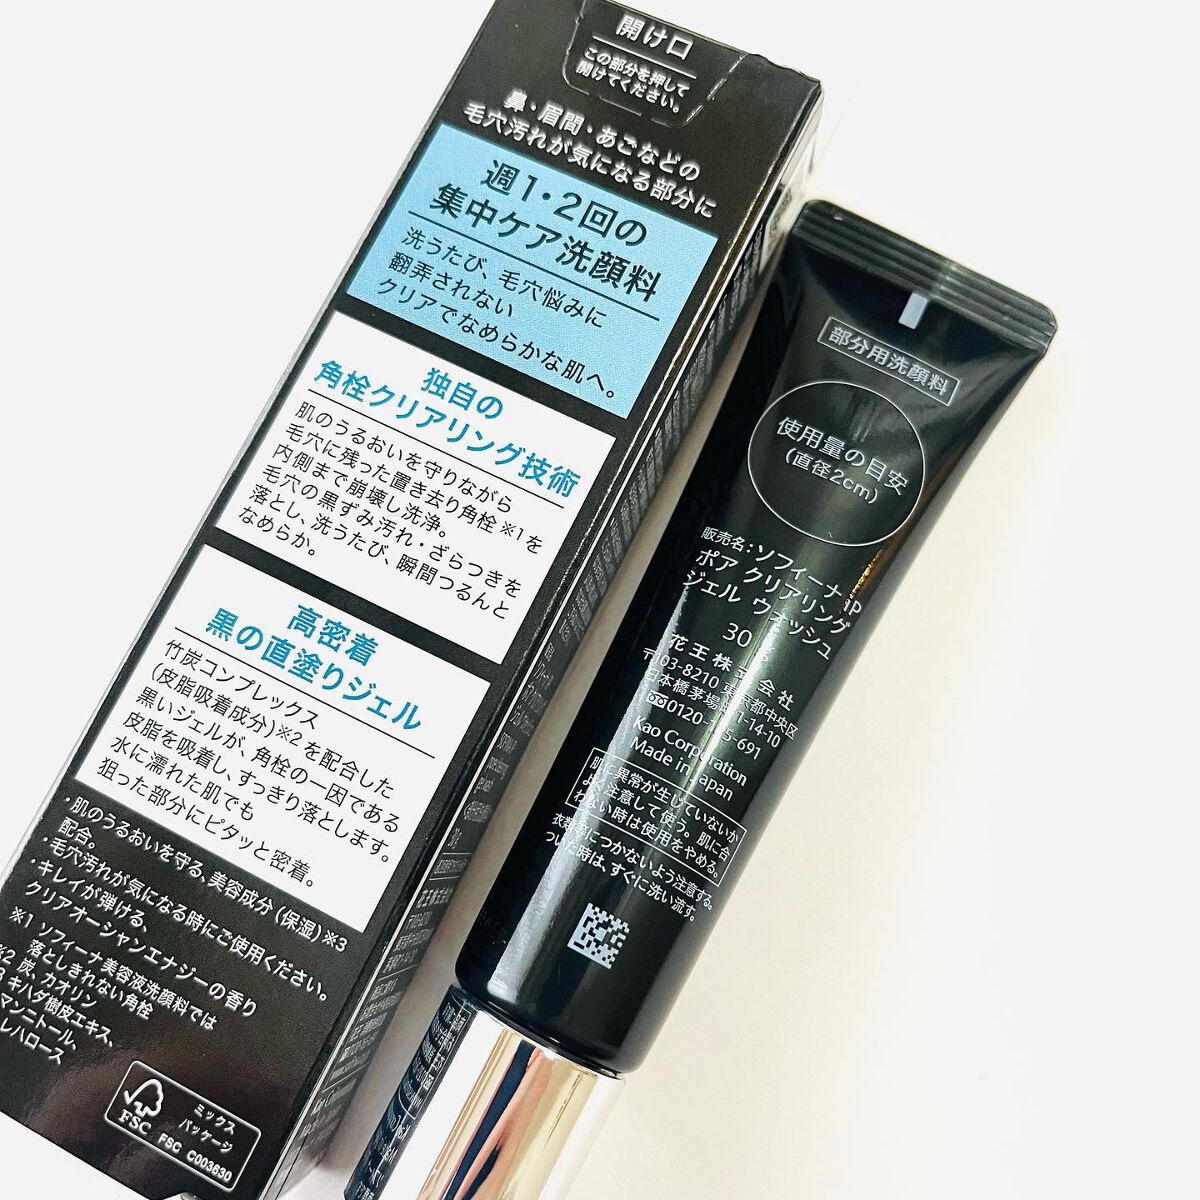 開け口
この部分を押して
開けてください。
鼻・眉間・あごなどの
毛穴汚れが気になる部分に
週1・2回の
集中ケア洗顔料
洗うたび、毛穴悩みに
翻弄されない
クリアでなめらかな肌へ。
独自の
角栓クリアリング技術
肌のうるおいを守りながら
毛穴に残った置き去り角栓※1を
内側まで崩壊し洗浄。
毛穴の黒ずみ汚れ・ざらつきを
落とし、洗うたび、瞬間つるんと
なめらか。
高密着
黒の直塗りジェル
竹炭コンプレックス
(皮脂吸着成分)※2を配合した
黒いジェルが、角栓の一因である
皮脂を吸着し、すっきり落とします。
水に濡れた肌でも
狙った部分にピタッと密着。
・肌のうるおいを守る、美容成分(保湿)※3
配合。
・毛穴汚れが気になる時にご使用ください。
・キレイが弾ける、
クリアオーシャンエナジーの香り
※1 ソフィーナ美容液洗顔料では
落としきれない角栓
※2 炭、カオリン
3 キハダ樹皮エキス、
マンニトール、
レハロース
FSC
ミックス
パッケージ
FSC C003630
部分用洗顔料
使用量の目安
(直径2cm)
販売名:ソフィーナ iP
ポア クリアリング
ジェル ウォッシュ
30g
花王株式会社
〒103-8210 東京都中央区
日本橋茅場町1-14-10
0120-165-691
Kao Corporation
Made in Japan
肌に異常が生じていないか
よく注意して使う。肌に合
わない時は使用をやめる。
衣類等につかないよう注意する。
ついた時は、すぐに洗い流す。